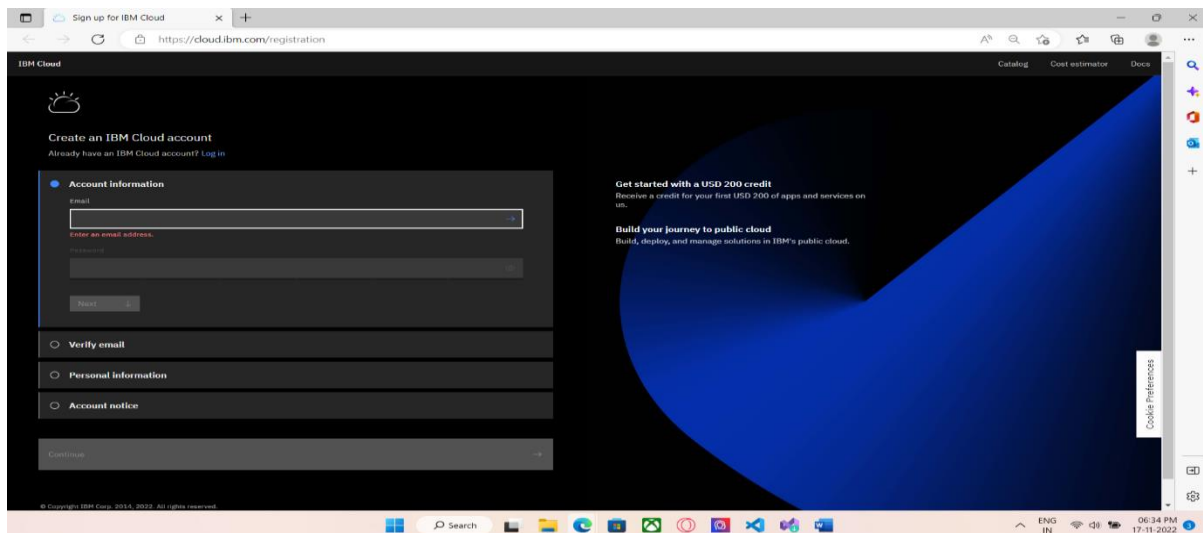 Sign up for IBM Cloud
https://cloud.ibm.com/registration
IBM Cloud
Catalog Cost estimator Docs
Create an IBM Cloud account
Already have an IBM Cloud account? Log in
Account information
Email
Enter an email address.
Password
Next
Verify email
Personal information
Account notice
Continue
© Copyright IBM Corp. 2014, 2022. All rights reserved.
Get started with a USD 200 credit
Receive a credit for your first USD 200 of apps and services on
us.
Build your journey to public cloud
Build, deploy, and manage solutions in IBM's public cloud.
Cookie Preferences
Search
ENG
IN
06:34 PM
17-11-2022
3